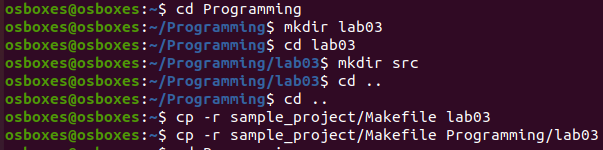 osboxes@osboxes:~$ cd Programming
osboxes@osboxes:~/Programming$ mkdir lab03
osboxes@osboxes:~/Programming$ cd lab03
osboxes@osboxes:~/Programming/lab03$ mkdir src
osboxes@osboxes:~/Programming/lab03$ cd ..
osboxes@osboxes:~/Programming$ cd ..
osboxes@osboxes:~$ cp -r sample_project/Makefile lab03
osboxes@osboxes:~$ cp -r sample_project/Makefile Programming/lab03